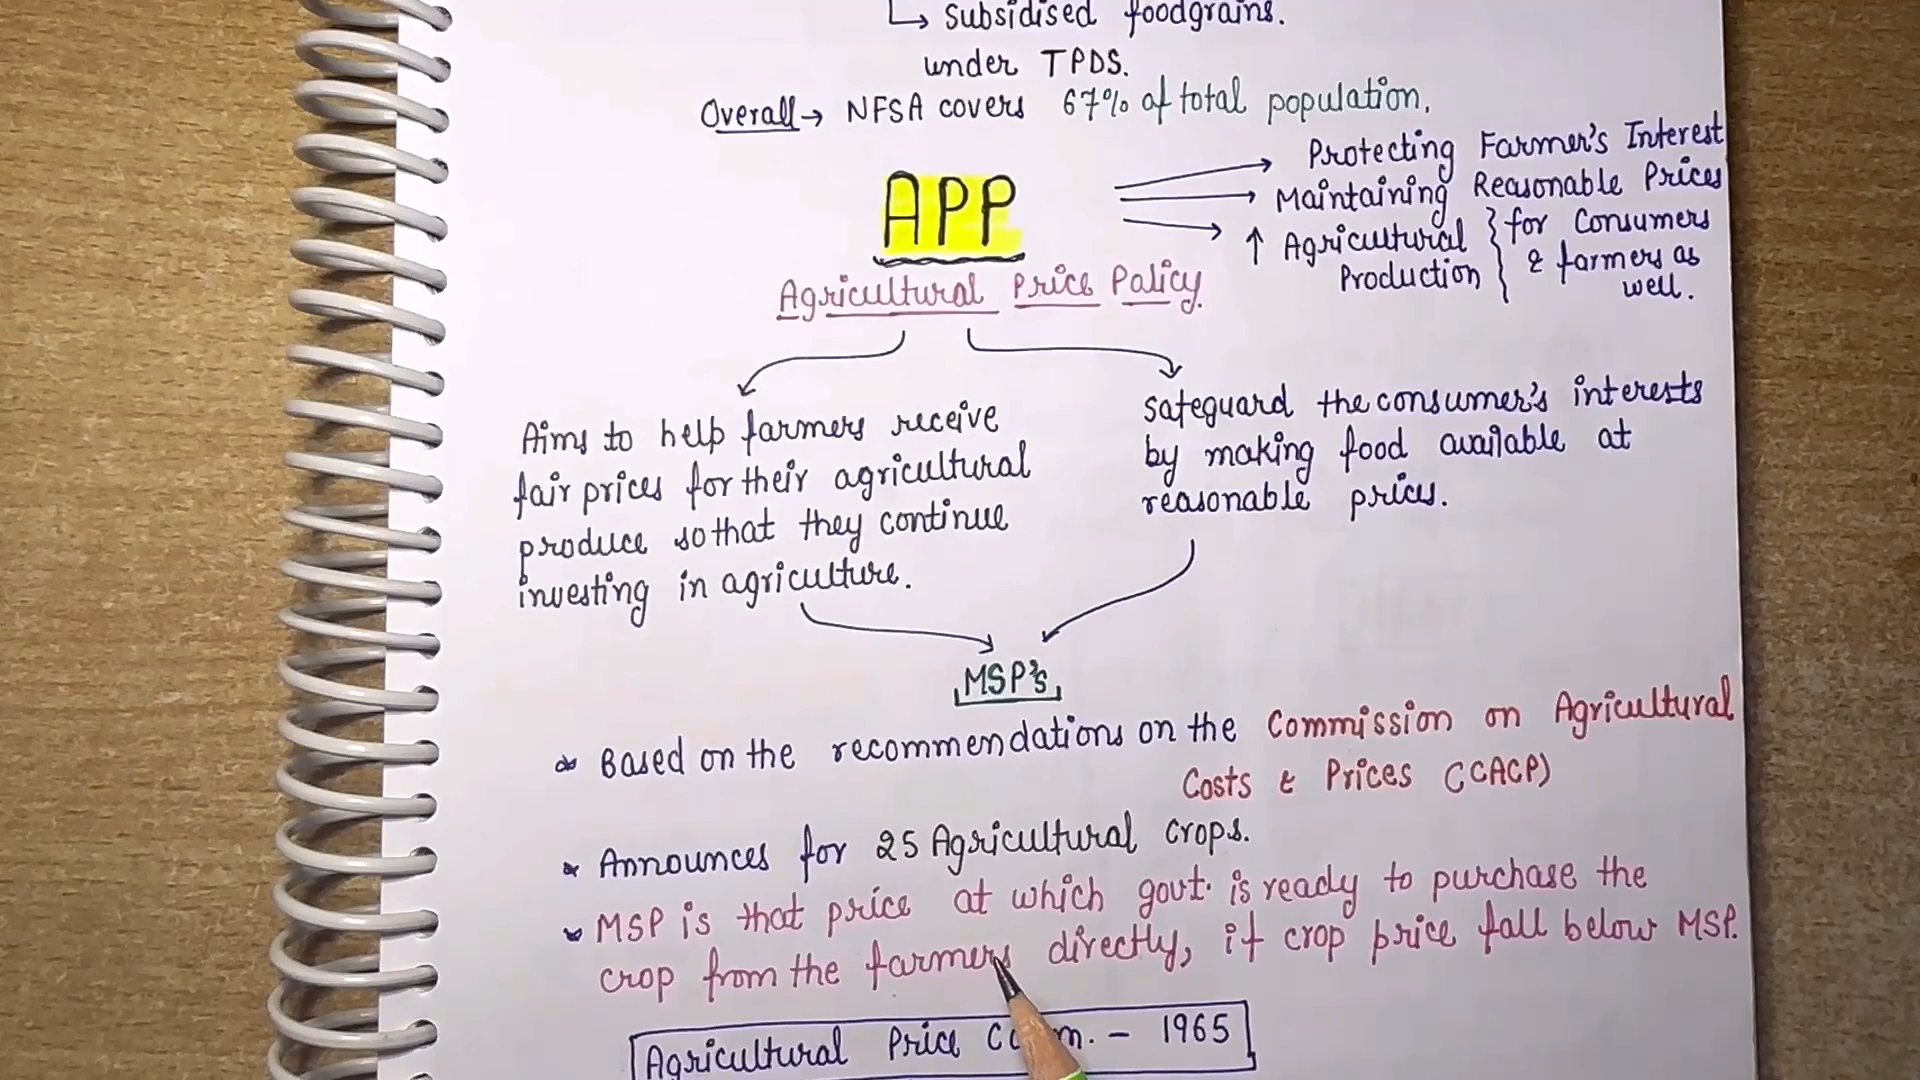 ↳ Subsidised foodgrains.
under TPDS.
Overall → NFSA covers 67% of total population.
APP
Agricultural Price Policy.
→ Protecting Farmer's Interest
→ Maintaining Reasonable Prices
→ ↑ Agricultural Production } for Consumers
& farmers as
well.
Aims to help farmers receive
fair prices for their agricultural
produce so that they continue
investing in agriculture.
Safeguard the consumer's interests
by making food available at
reasonable prices.
MSP's
* Based on the recommendations on the Commission on Agricultural
Costs & Prices (CACP)
* Announces for 25 Agricultural crops.
* MSP is that price at which govt. is ready to purchase the
crop from the farmers directly, if crop price fall below MSP.
Agricultural Price - 1965